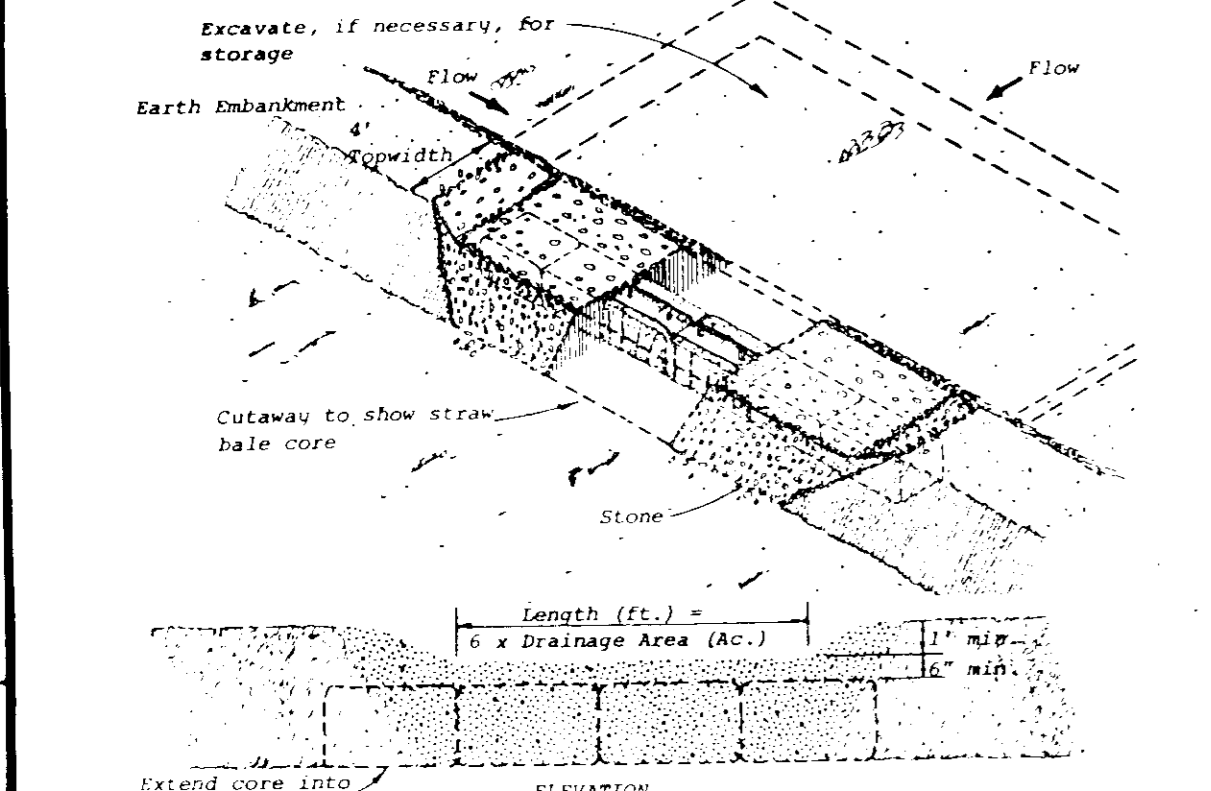 Excavate, if necessary, for
storage
Flow
Flow
Earth Embankment
4'
Topwidth
Cutaway to show straw
bale core
Stone
Length (ft.) =
6 x Drainage Area (Ac.)
1' min.
6" min.
Extend core into
ELEVATION